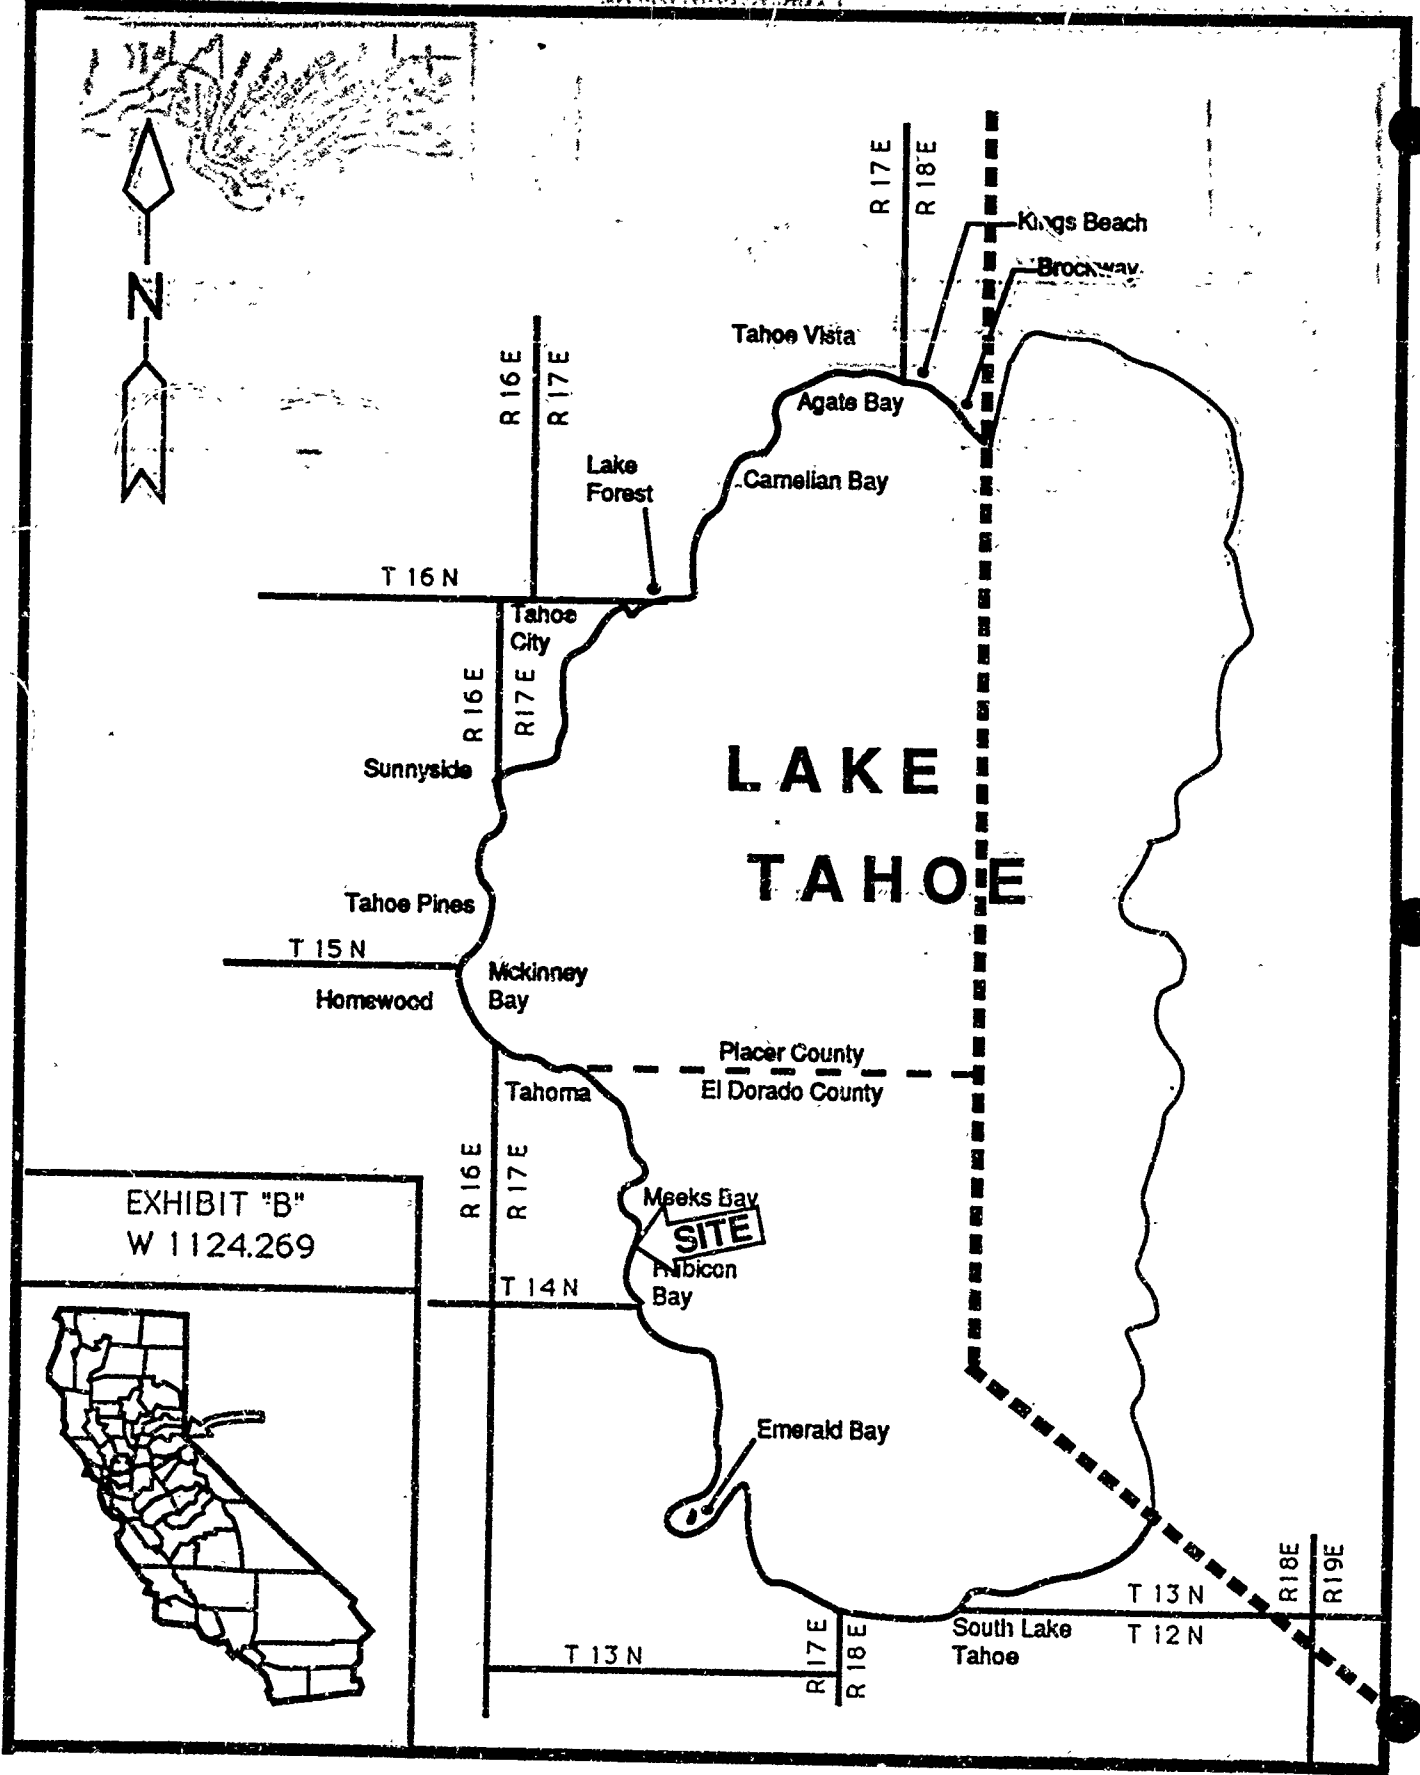 R 17 E
R 18 E
Kings Beach
Brockway
N
Tahoe Vista
R 16 E
R 17 E
Agate Bay
Lake
Forest
Carnelian Bay
T 16 N
Tahoe
City
R 16 E
R17 E
Sunnyside
LAKE
TAHOE
Tahoe Pines
T 15 N
Mckinney
Bay
Homewood
Placer County
El Dorado County
Tahoma
R 16 E
R 17 E
EXHIBIT "B"
W 1124.269
Meeks Bay
SITE
Rubicon
Bay
T 14 N
Emerald Bay
R18E
R19E
T 13 N
South Lake
Tahoe
T 12 N
R 17 E
R 18 E
T 13 N